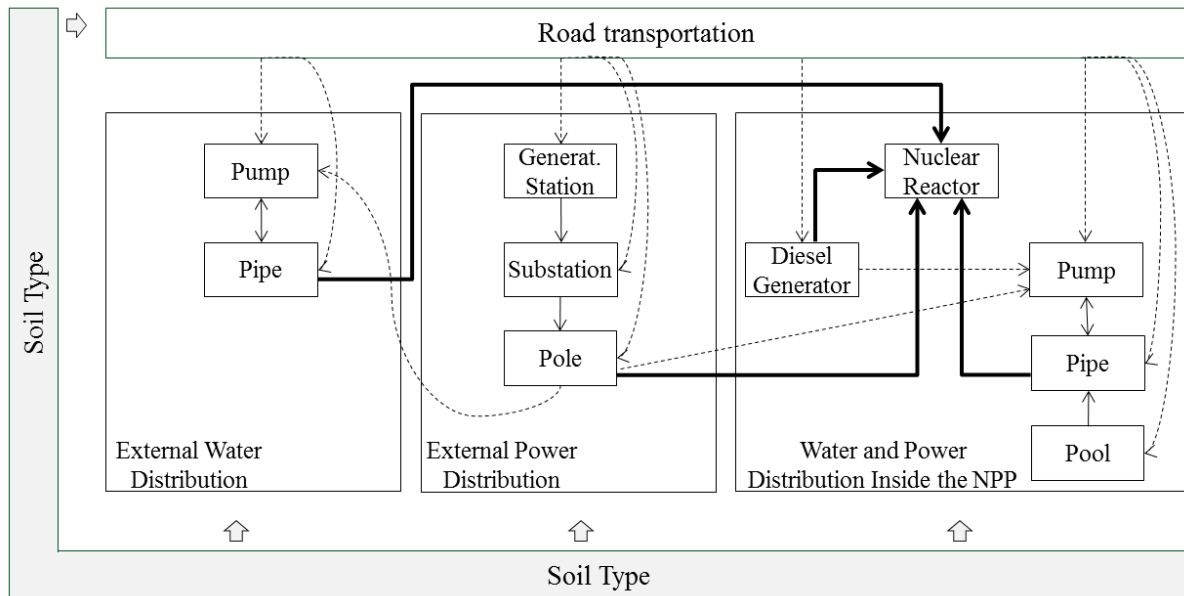 Road transportation
Soil Type
Pump
Pipe
External Water
Distribution
Generat.
Station
Substation
Pole
External Power
Distribution
Nuclear
Reactor
Diesel
Generator
Pump
Pipe
Pool
Water and Power
Distribution Inside the NPP
Soil Type